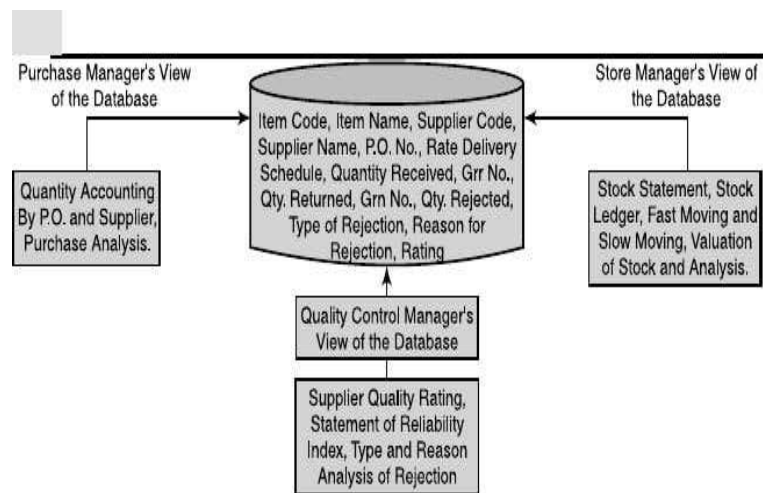 Purchase Manager's View
of the Database
Store Manager's View of
the Database
Item Code, Item Name, Supplier Code,
Supplier Name, P.O. No., Rate Delivery
Schedule, Quantity Received, Grr No.,
Qty. Returned, Grn No., Qty. Rejected,
Type of Rejection, Reason for
Rejection, Rating
Quantity Accounting
By P.O. and Supplier,
Purchase Analysis.
Stock Statement, Stock
Ledger, Fast Moving and
Slow Moving, Valuation
of Stock and Analysis.
Quality Control Manager's
View of the Database
Supplier Quality Rating,
Statement of Reliability
Index, Type and Reason
Analysis of Rejection